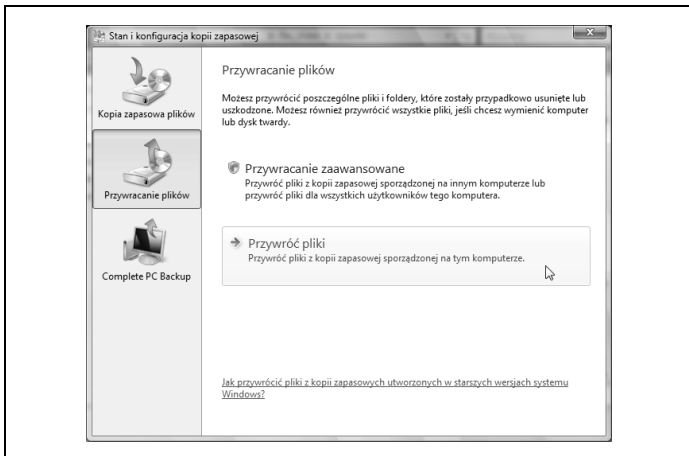 Stan i konfiguracja kopii zapasowej
Kopia zapasowa plików
Przywracanie plików
Complete PC Backup
Przywracanie plików
Możesz przywrócić poszczególne pliki i foldery, które zostały przypadkowo usunięte lub
uszkodzone. Możesz również przywrócić wszystkie pliki, jeśli chcesz wymienić komputer
lub dysk twardy.
Przywracanie zaawansowane
Przywróć pliki z kopii zapasowej sporządzonej na innym komputerze lub
przywróć pliki dla wszystkich użytkowników tego komputera.
Przywróć pliki
Przywróć pliki z kopii zapasowej sporządzonej na tym komputerze.
Jak przywrócić pliki z kopii zapasowych utworzonych w starszych wersjach systemu
Windows?